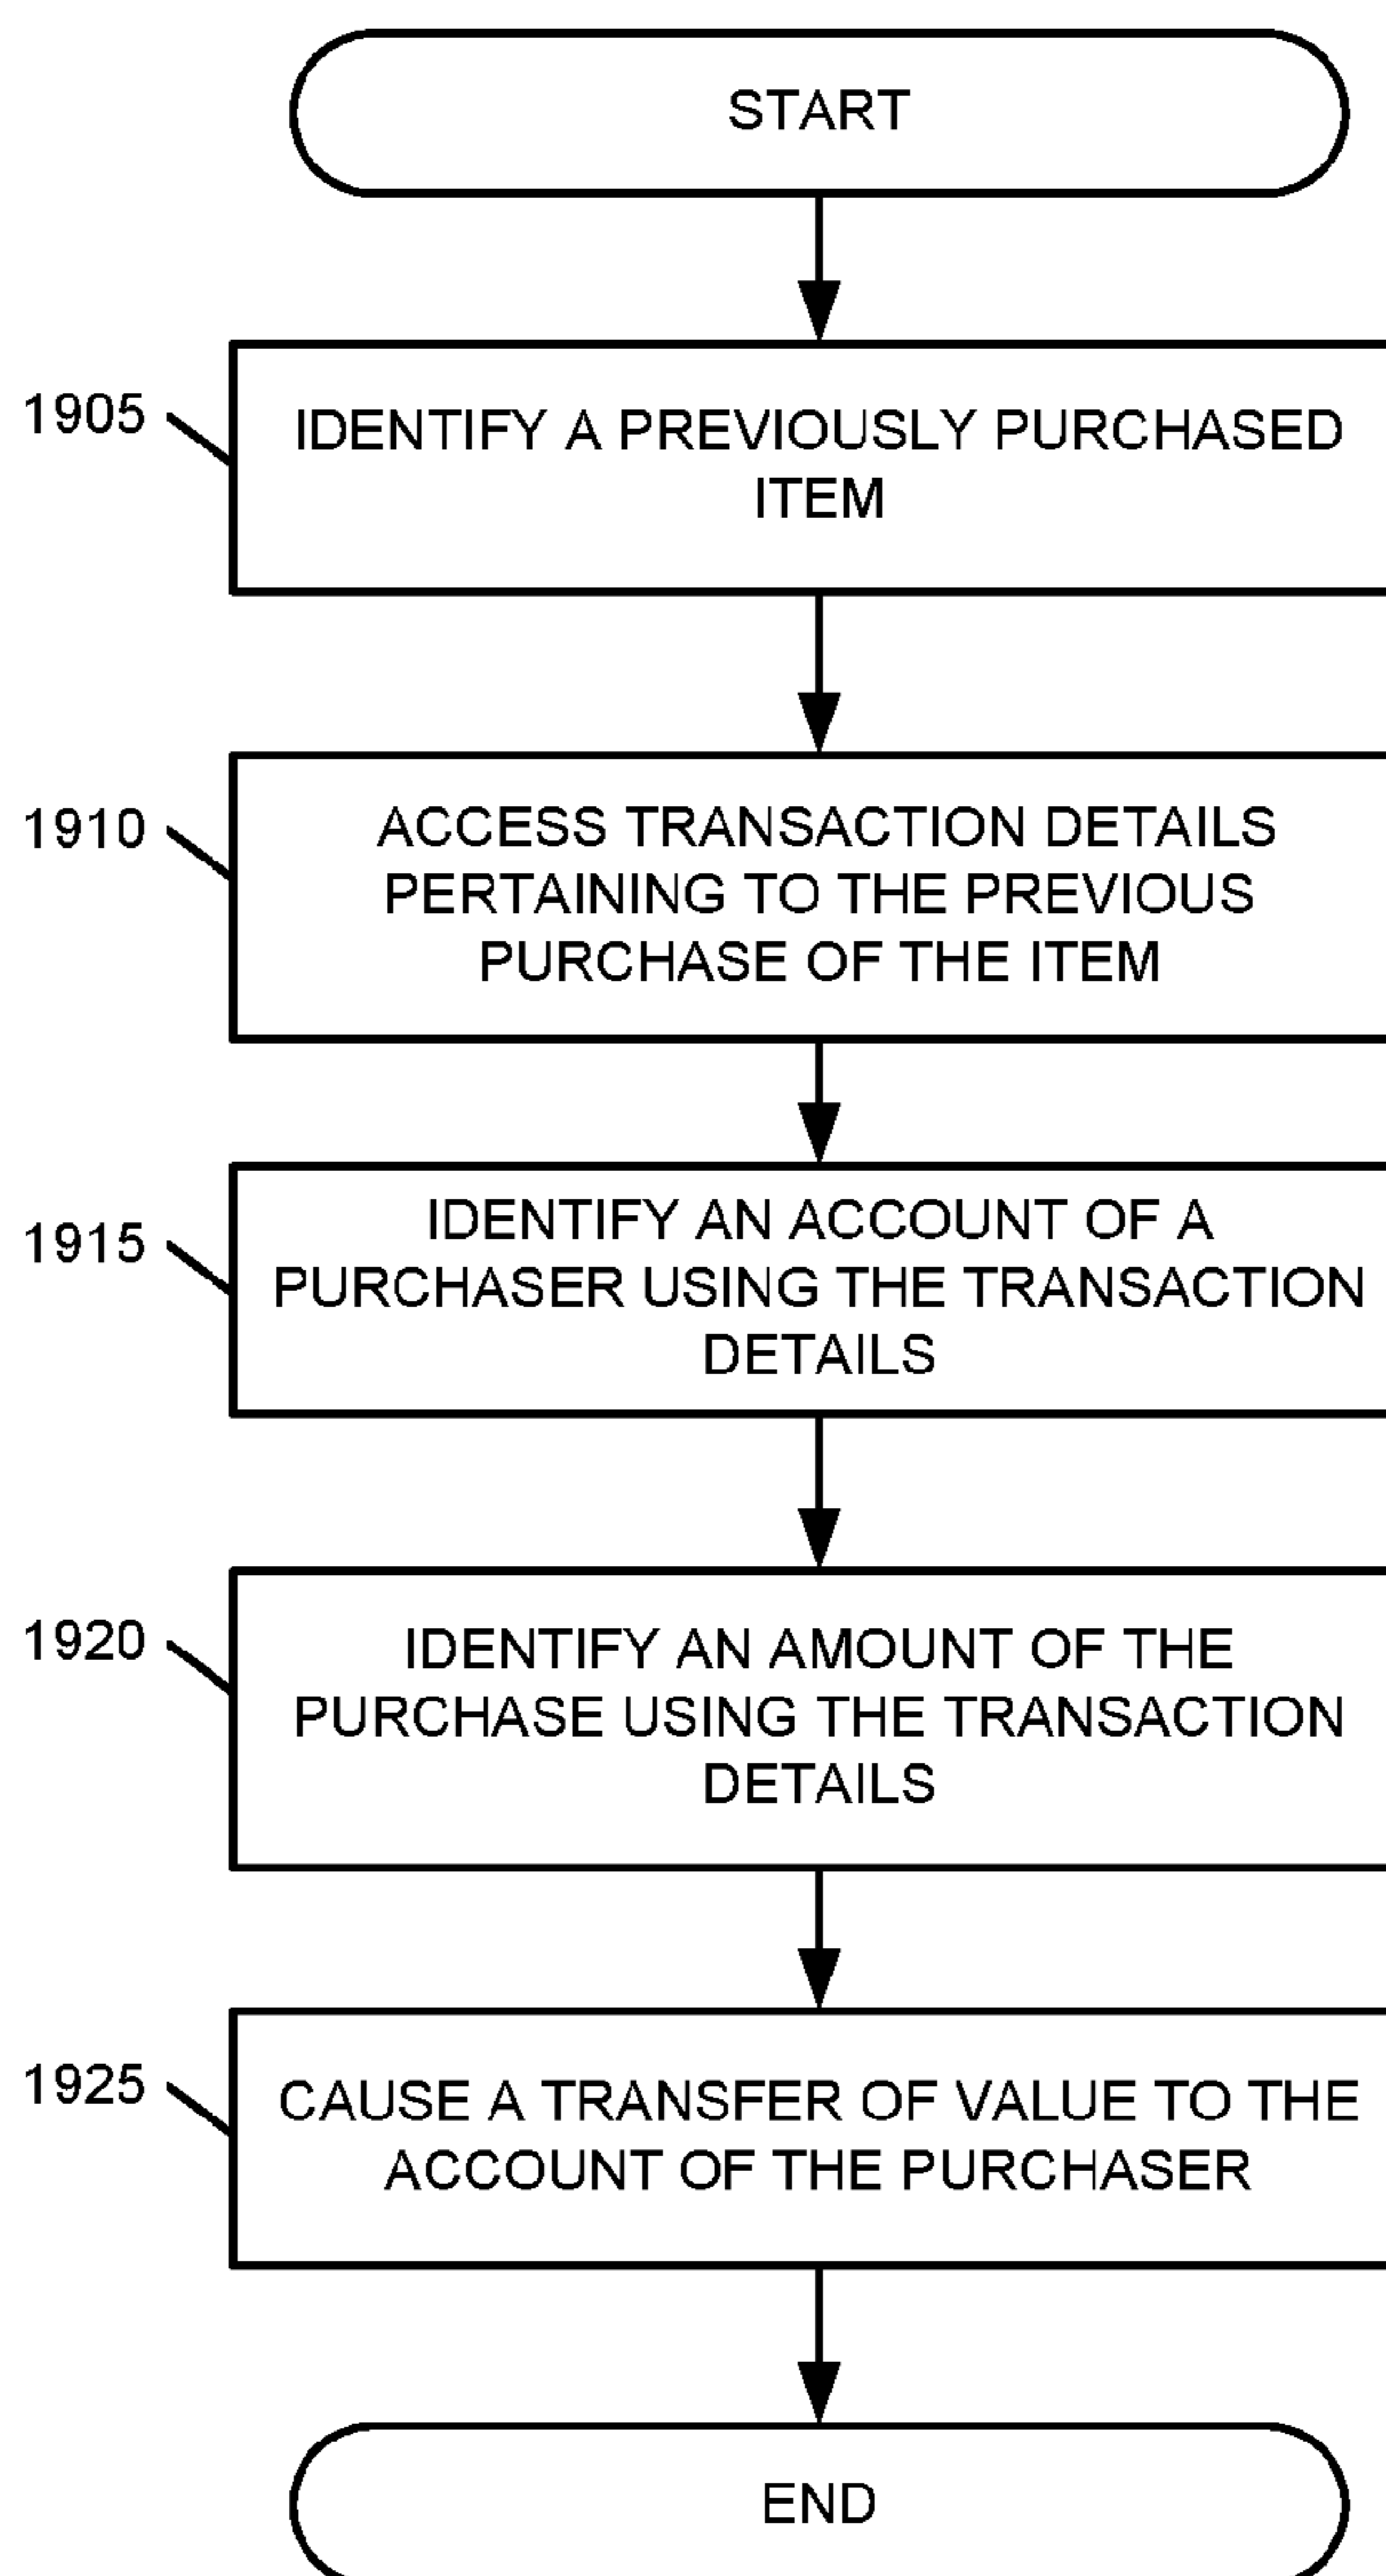 START
1905
IDENTIFY A PREVIOUSLY PURCHASED
ITEM
1910
ACCESS TRANSACTION DETAILS
PERTAINING TO THE PREVIOUS
PURCHASE OF THE ITEM
1915
IDENTIFY AN ACCOUNT OF A
PURCHASER USING THE TRANSACTION
DETAILS
1920
IDENTIFY AN AMOUNT OF THE
PURCHASE USING THE TRANSACTION
DETAILS
1925
CAUSE A TRANSFER OF VALUE TO THE
ACCOUNT OF THE PURCHASER
END